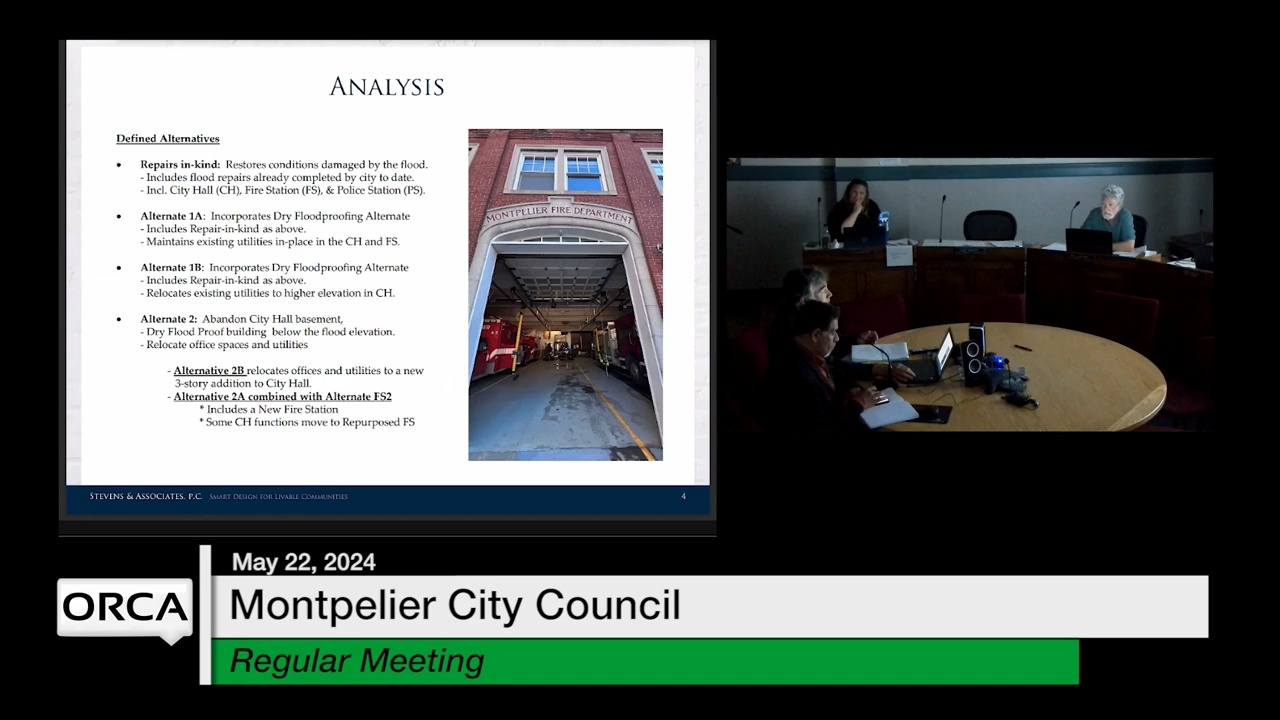 ANALYSIS
Defined Alternatives
• Repairs in-kind: Restores conditions damaged by the flood.
- Includes flood repairs already completed by city to date.
- Incl. City Hall (CH), Fire Station (FS), & Police Station (PS).
• Alternate 1A: Incorporates Dry Floodproofing Alternate
- Includes Repair-in-kind as above.
- Maintains existing utilities in-place in the CH and FS.
• Alternate 1B: Incorporates Dry Floodproofing Alternate
- Includes Repair-in-kind as above.
- Relocates existing utilities to higher elevation in CH.
• Alternate 2: Abandon City Hall basement,
- Dry Flood Proof building below the flood elevation.
- Relocate office spaces and utilities
- Alternative 2B relocates offices and utilities to a new
3-story addition to City Hall.
- Alternative 2A combined with Alternate FS2
* Includes a New Fire Station
* Some CH functions move to Repurposed FS
MONTPELIER FIRE DEPARTMENT
STEVENS & ASSOCIATES, P.C. SMART DESIGN FOR LIVABLE COMMUNITIES
4
May 22, 2024
ORCA
Montpelier City Council
Regular Meeting